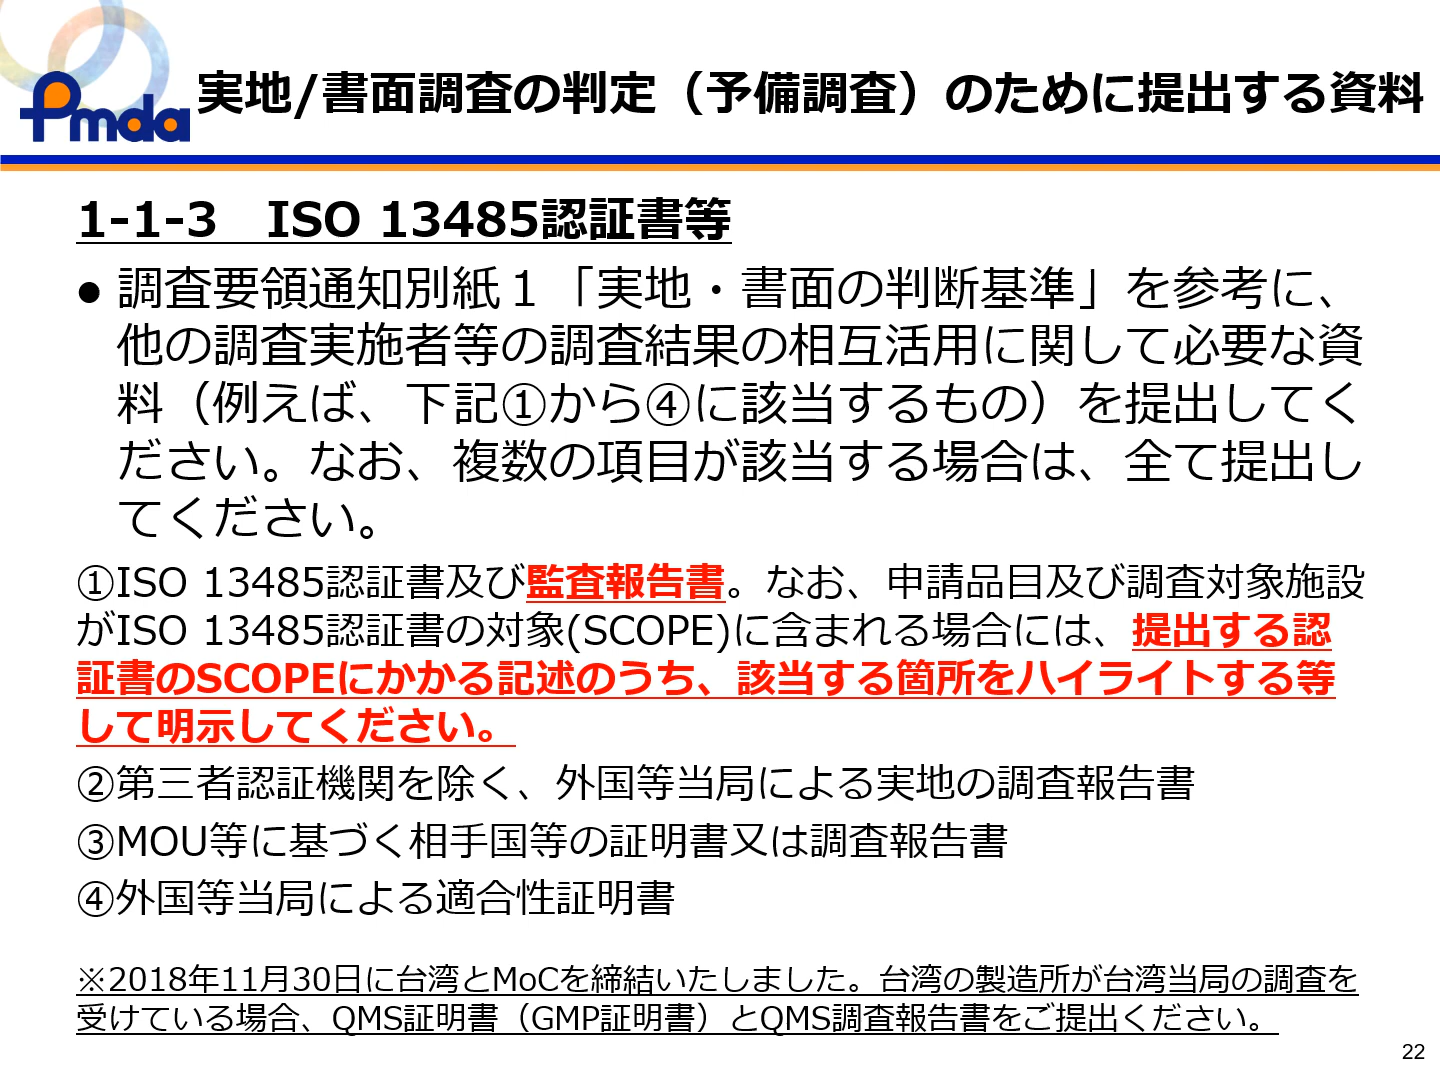 pmda
実地/書面調査の判定（予備調査）のために提出する資料
1-1-3　ISO 13485認証書等
● 調査要領通知別紙１「実地・書面の判断基準」を参考に、
他の調査実施者等の調査結果の相互活用に関して必要な資
料（例えば、下記①から④に該当するもの）を提出してく
ださい。なお、複数の項目が該当する場合は、全て提出し
てください。
①ISO 13485認証書及び監査報告書。なお、申請品目及び調査対象施設
がISO 13485認証書の対象(SCOPE)に含まれる場合には、提出する認
証書のSCOPEにかかる記述のうち、該当する箇所をハイライトする等
して明示してください。
②第三者認証機関を除く、外国等当局による実地の調査報告書
③MOU等に基づく相手国等の証明書又は調査報告書
④外国等当局による適合性証明書
※2018年11月30日に台湾とMoCを締結いたしました。台湾の製造所が台湾当局の調査を
受けている場合、QMS証明書（GMP証明書）とQMS調査報告書をご提出ください。
22